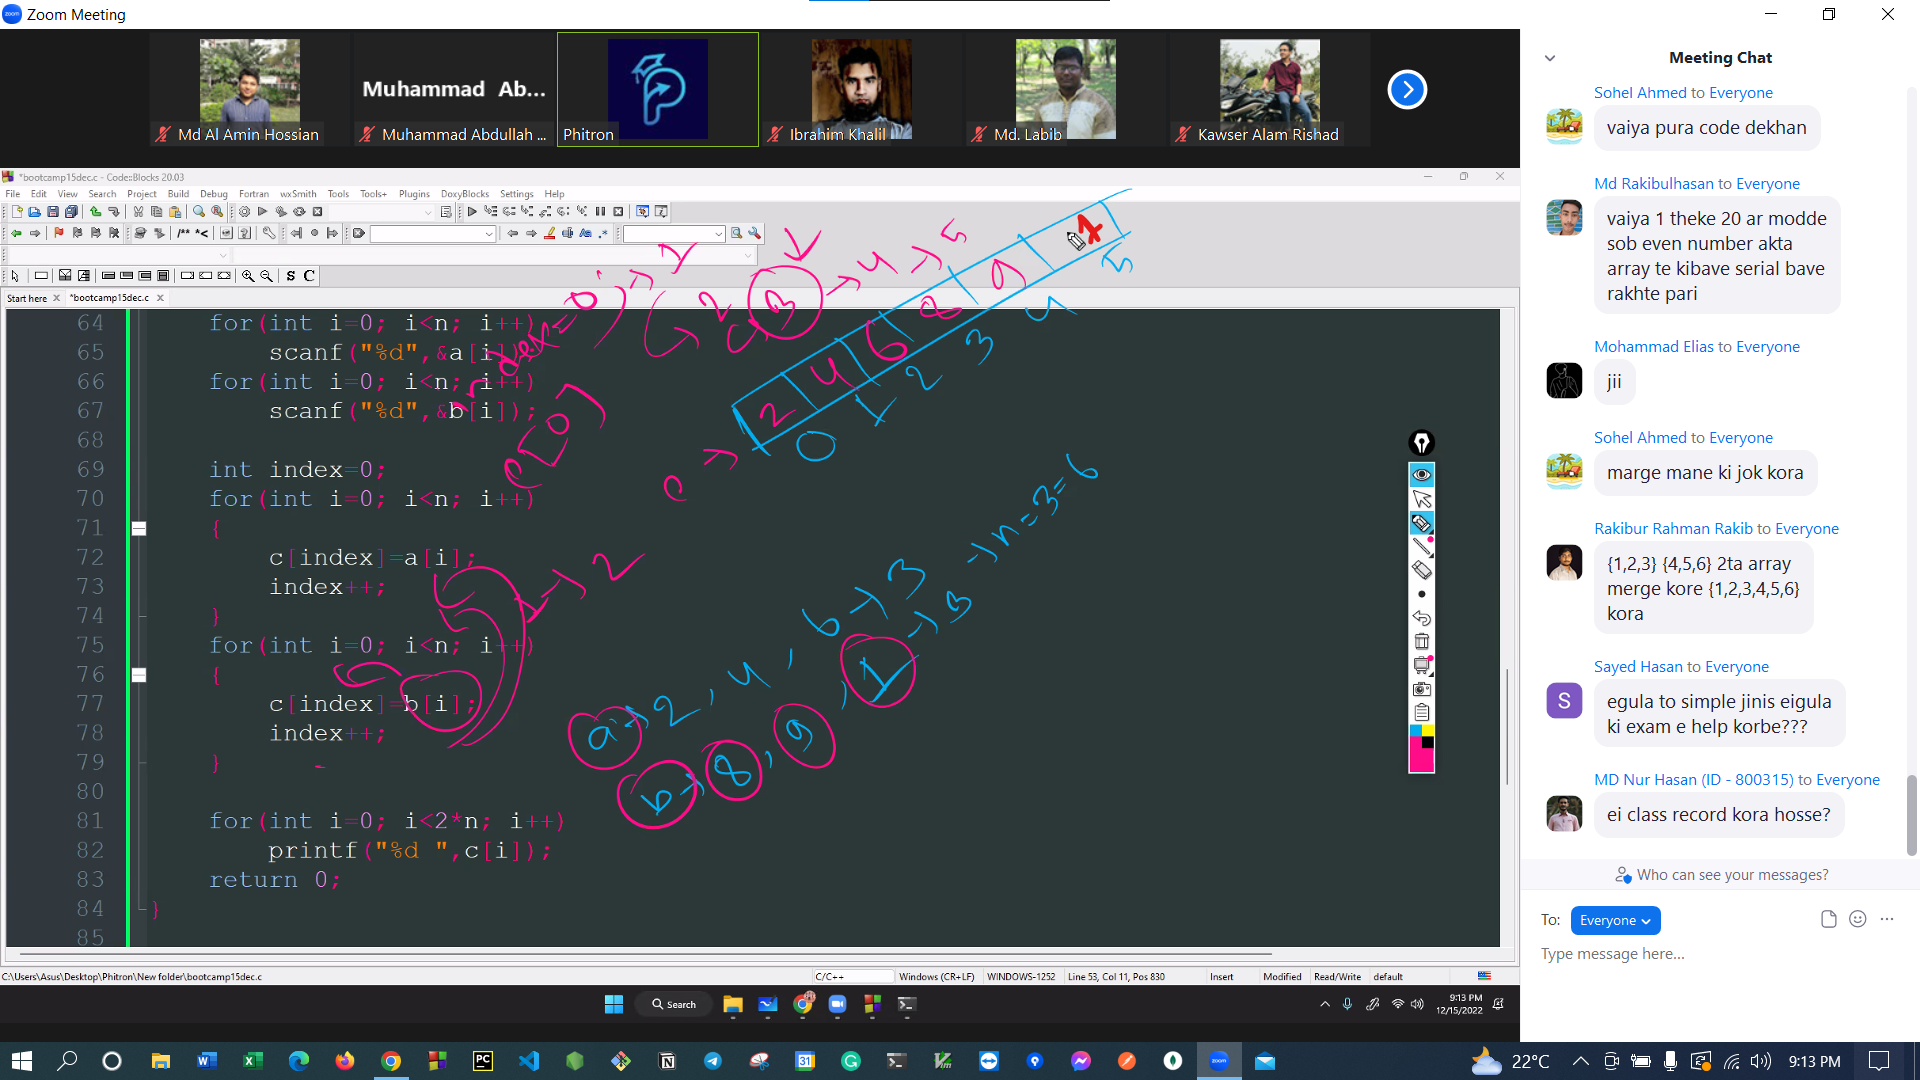 Zoom Meeting
Md Al Amin Hossian
Muhammad Ab...
Muhammad Abdullah ...
Phitron
Ibrahim Khalil
Md. Labib
Kawser Alam Rishad
*bootcamp15dec.c - Code::Blocks 20.03
File Edit View Search Project Build Debug Fortran wxSmith Tools Tools+ Plugins DoxyBlocks Settings Help
Start here
*bootcamp15dec.c
64 for(int i=0; i<n; i++)
65 scanf("%d",&a[i]);
66 for(int i=0; i<n; i++)
67 scanf("%d",&b[i]);
68
69 int index=0;
70 for(int i=0; i<n; i++)
71 {
72 c[index]=a[i];
73 index++;
74 }
75 for(int i=0; i<n; i++)
76 {
77 c[index]=b[i];
78 index++;
79 }
80
81 for(int i=0; i<2*n; i++)
82 printf("%d ",c[i]);
83 return 0;
84 }
85
index=0
c[0]
2 4 6 8 9 1
0 1 2 3 4 5
a→2, 4, 6→3
b→8, 9, 1→3
→n=3=6
C:\Users\Asus\Desktop\Phitron\New folder\bootcamp15dec.c
C/C++
Windows (CR+LF)
WINDOWS-1252
Line 53, Col 11, Pos 830
Insert
Modified
Read/Write
default
Search
9:13 PM
12/15/2022
Meeting Chat
Sohel Ahmed to Everyone
vaiya pura code dekhan
Md Rakibulhasan to Everyone
vaiya 1 theke 20 ar modde
sob even number akta
array te kibave serial bave
rakhte pari
Mohammad Elias to Everyone
jii
Sohel Ahmed to Everyone
marge mane ki jok kora
Rakibur Rahman Rakib to Everyone
{1,2,3} {4,5,6} 2ta array
merge kore {1,2,3,4,5,6}
kora
Sayed Hasan to Everyone
S
egula to simple jinis eigula
ki exam e help korbe???
MD Nur Hasan (ID - 800315) to Everyone
ei class record kora hosse?
Who can see your messages?
To: Everyone
Type message here...
22°C
9:13 PM